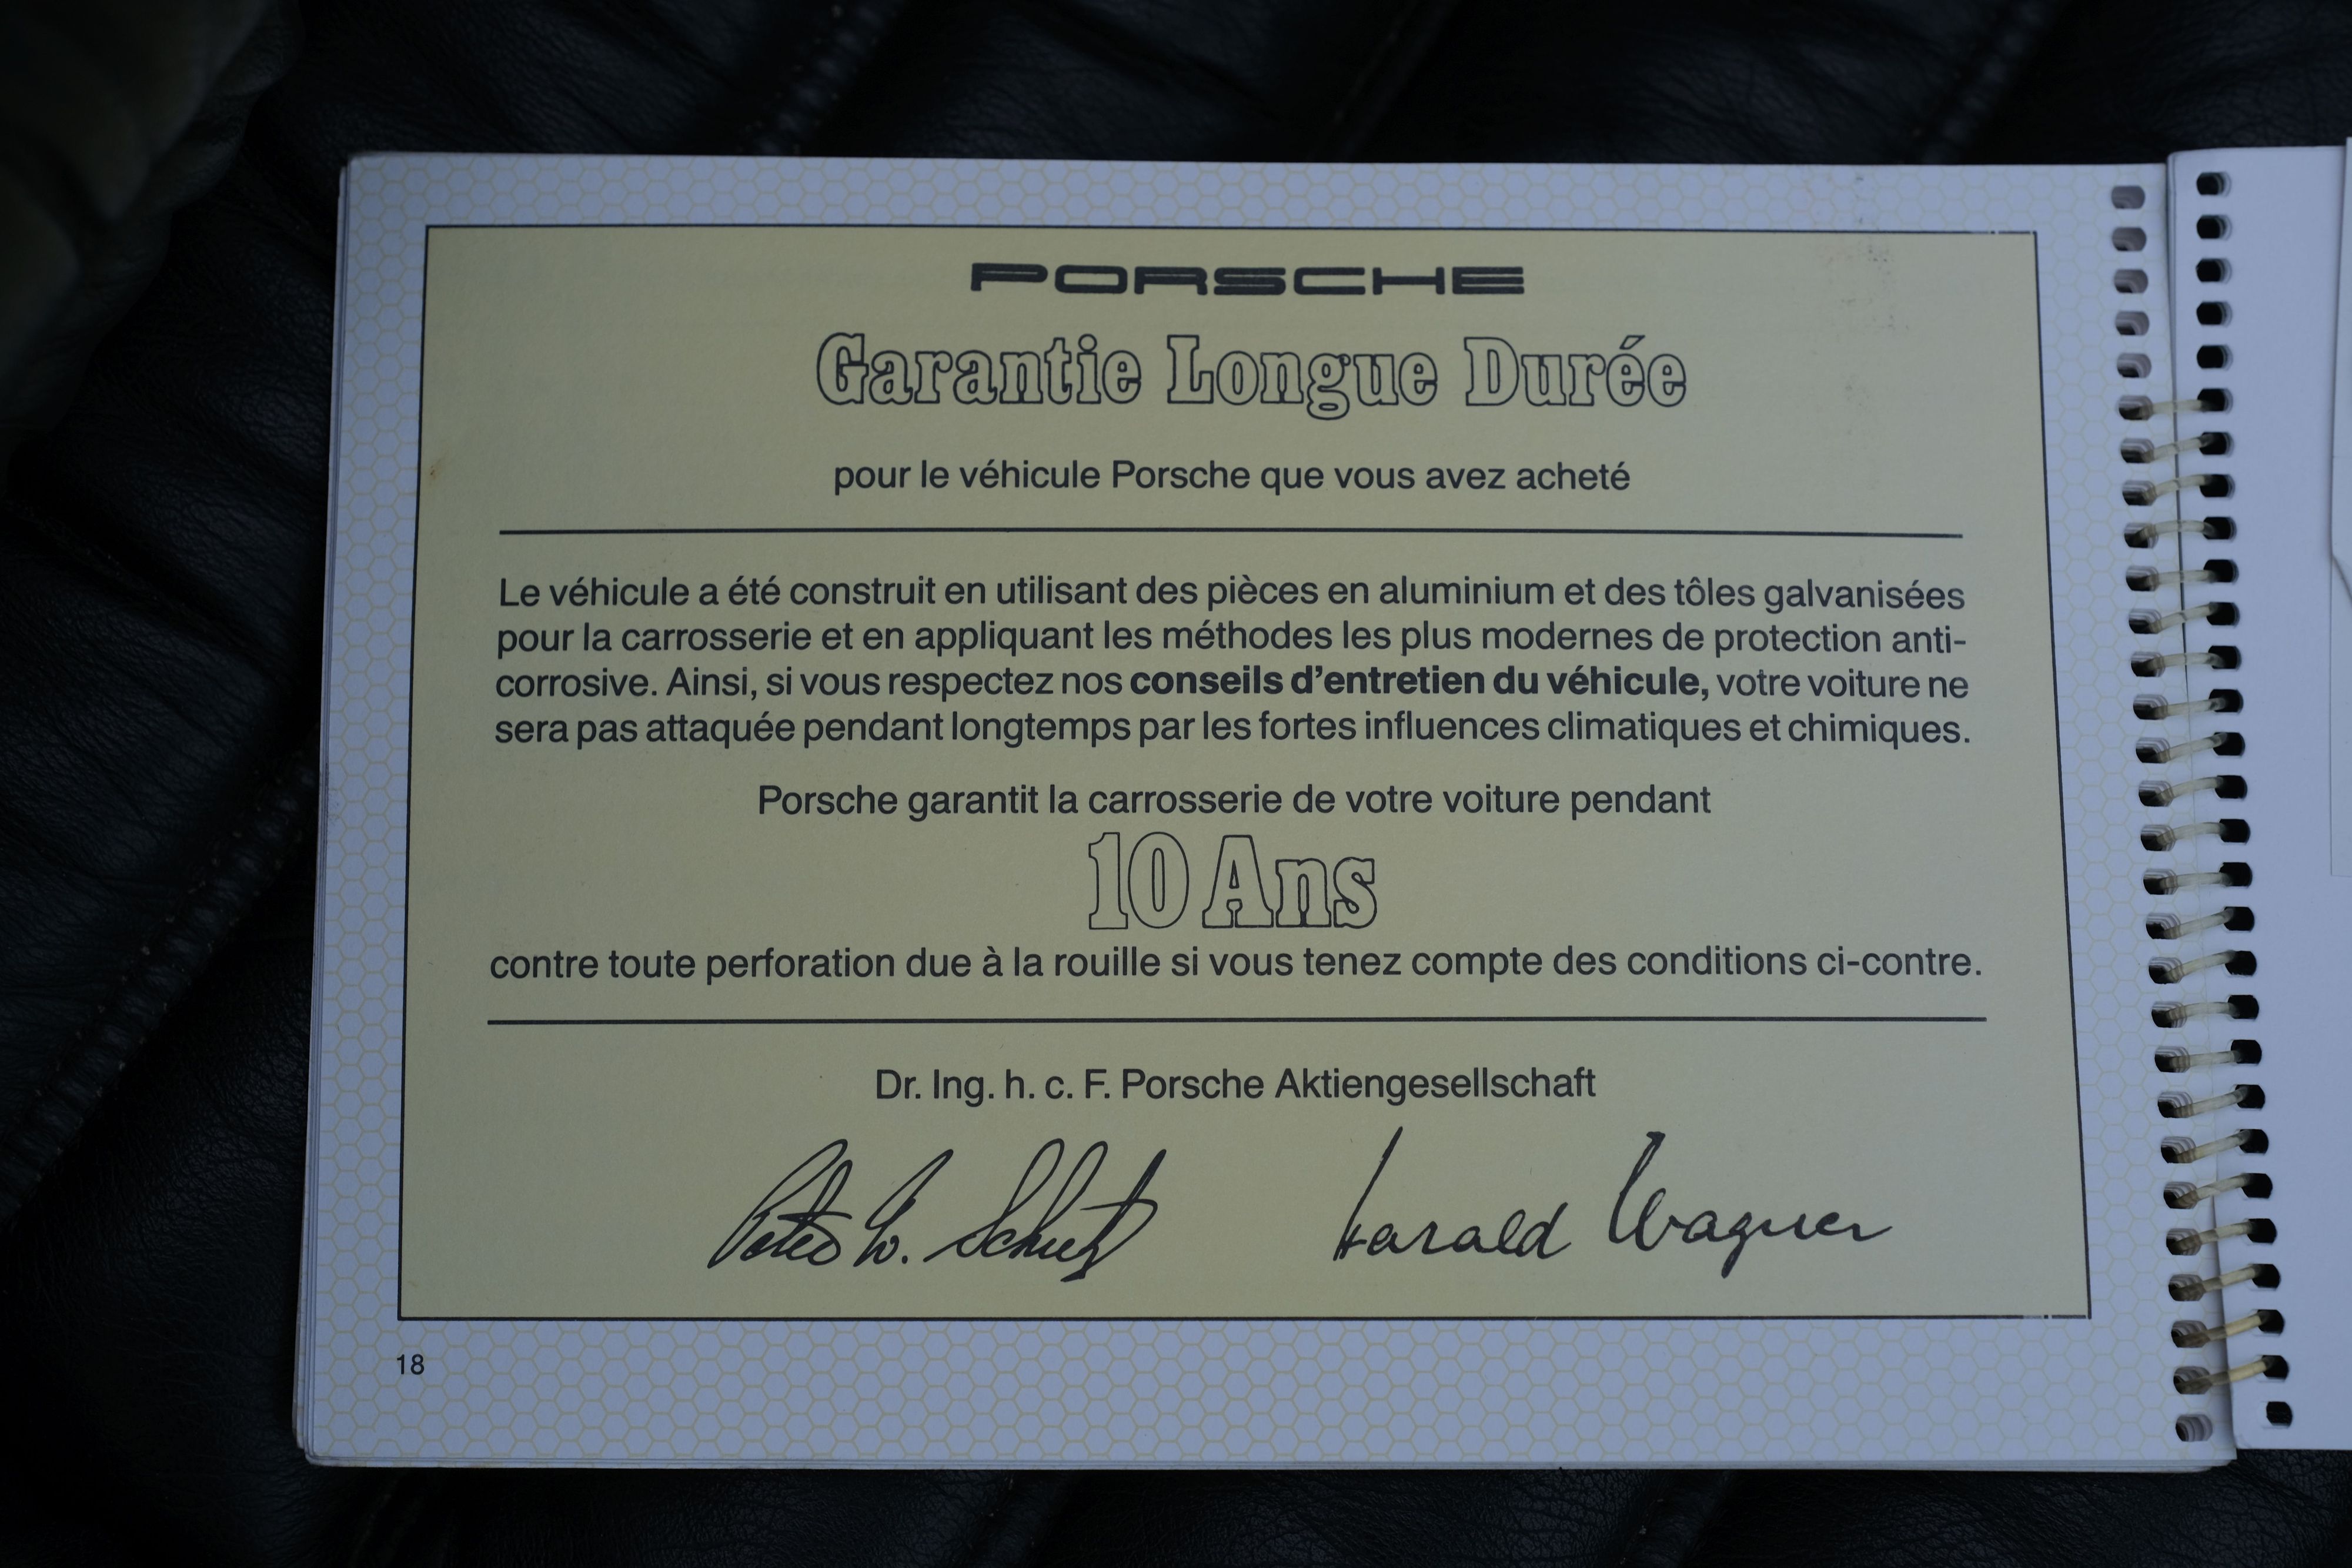 PORSCHE
Garantie Longue Durée
pour le véhicule Porsche que vous avez acheté
Le véhicule a été construit en utilisant des pièces en aluminium et des tôles galvanisées
pour la carrosserie et en appliquant les méthodes les plus modernes de protection anti-
corrosive. Ainsi, si vous respectez nos conseils d'entretien du véhicule, votre voiture ne
sera pas attaquée pendant longtemps par les fortes influences climatiques et chimiques.
Porsche garantit la carrosserie de votre voiture pendant
10 Ans
contre toute perforation due à la rouille si vous tenez compte des conditions ci-contre.
Dr. Ing. h. c. F. Porsche Aktiengesellschaft
Peter W. Schutz Harald Wagner
18